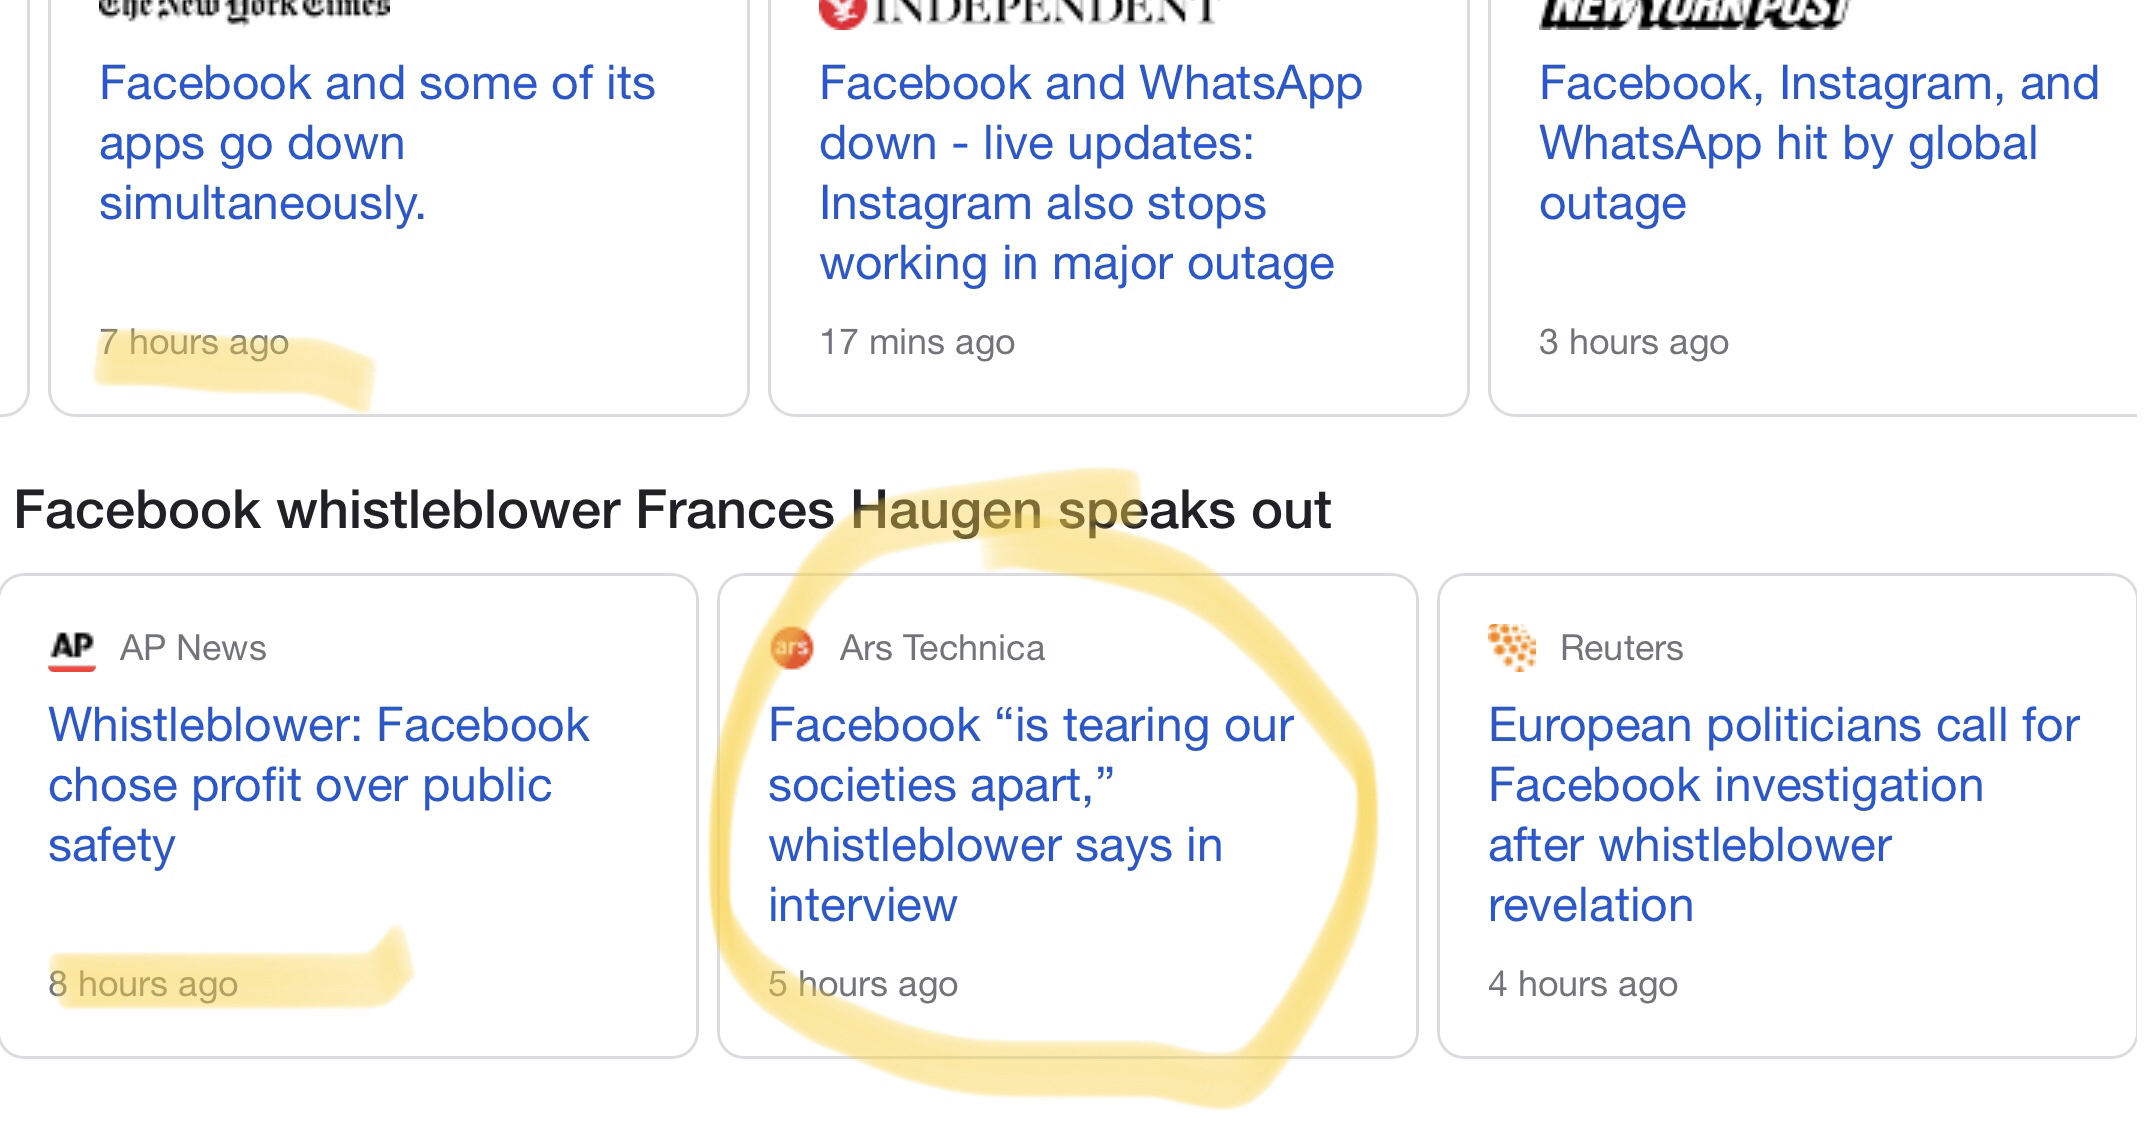 The New York Times
INDEPENDENT
NEW YORK POST
Facebook and some of its
apps go down
simultaneously.
7 hours ago
Facebook and WhatsApp
down - live updates:
Instagram also stops
working in major outage
17 mins ago
Facebook, Instagram, and
WhatsApp hit by global
outage
3 hours ago
Facebook whistleblower Frances Haugen speaks out
AP AP News
Whistleblower: Facebook
chose profit over public
safety
8 hours ago
ars Ars Technica
Facebook “is tearing our
societies apart,”
whistleblower says in
interview
5 hours ago
Reuters
European politicians call for
Facebook investigation
after whistleblower
revelation
4 hours ago